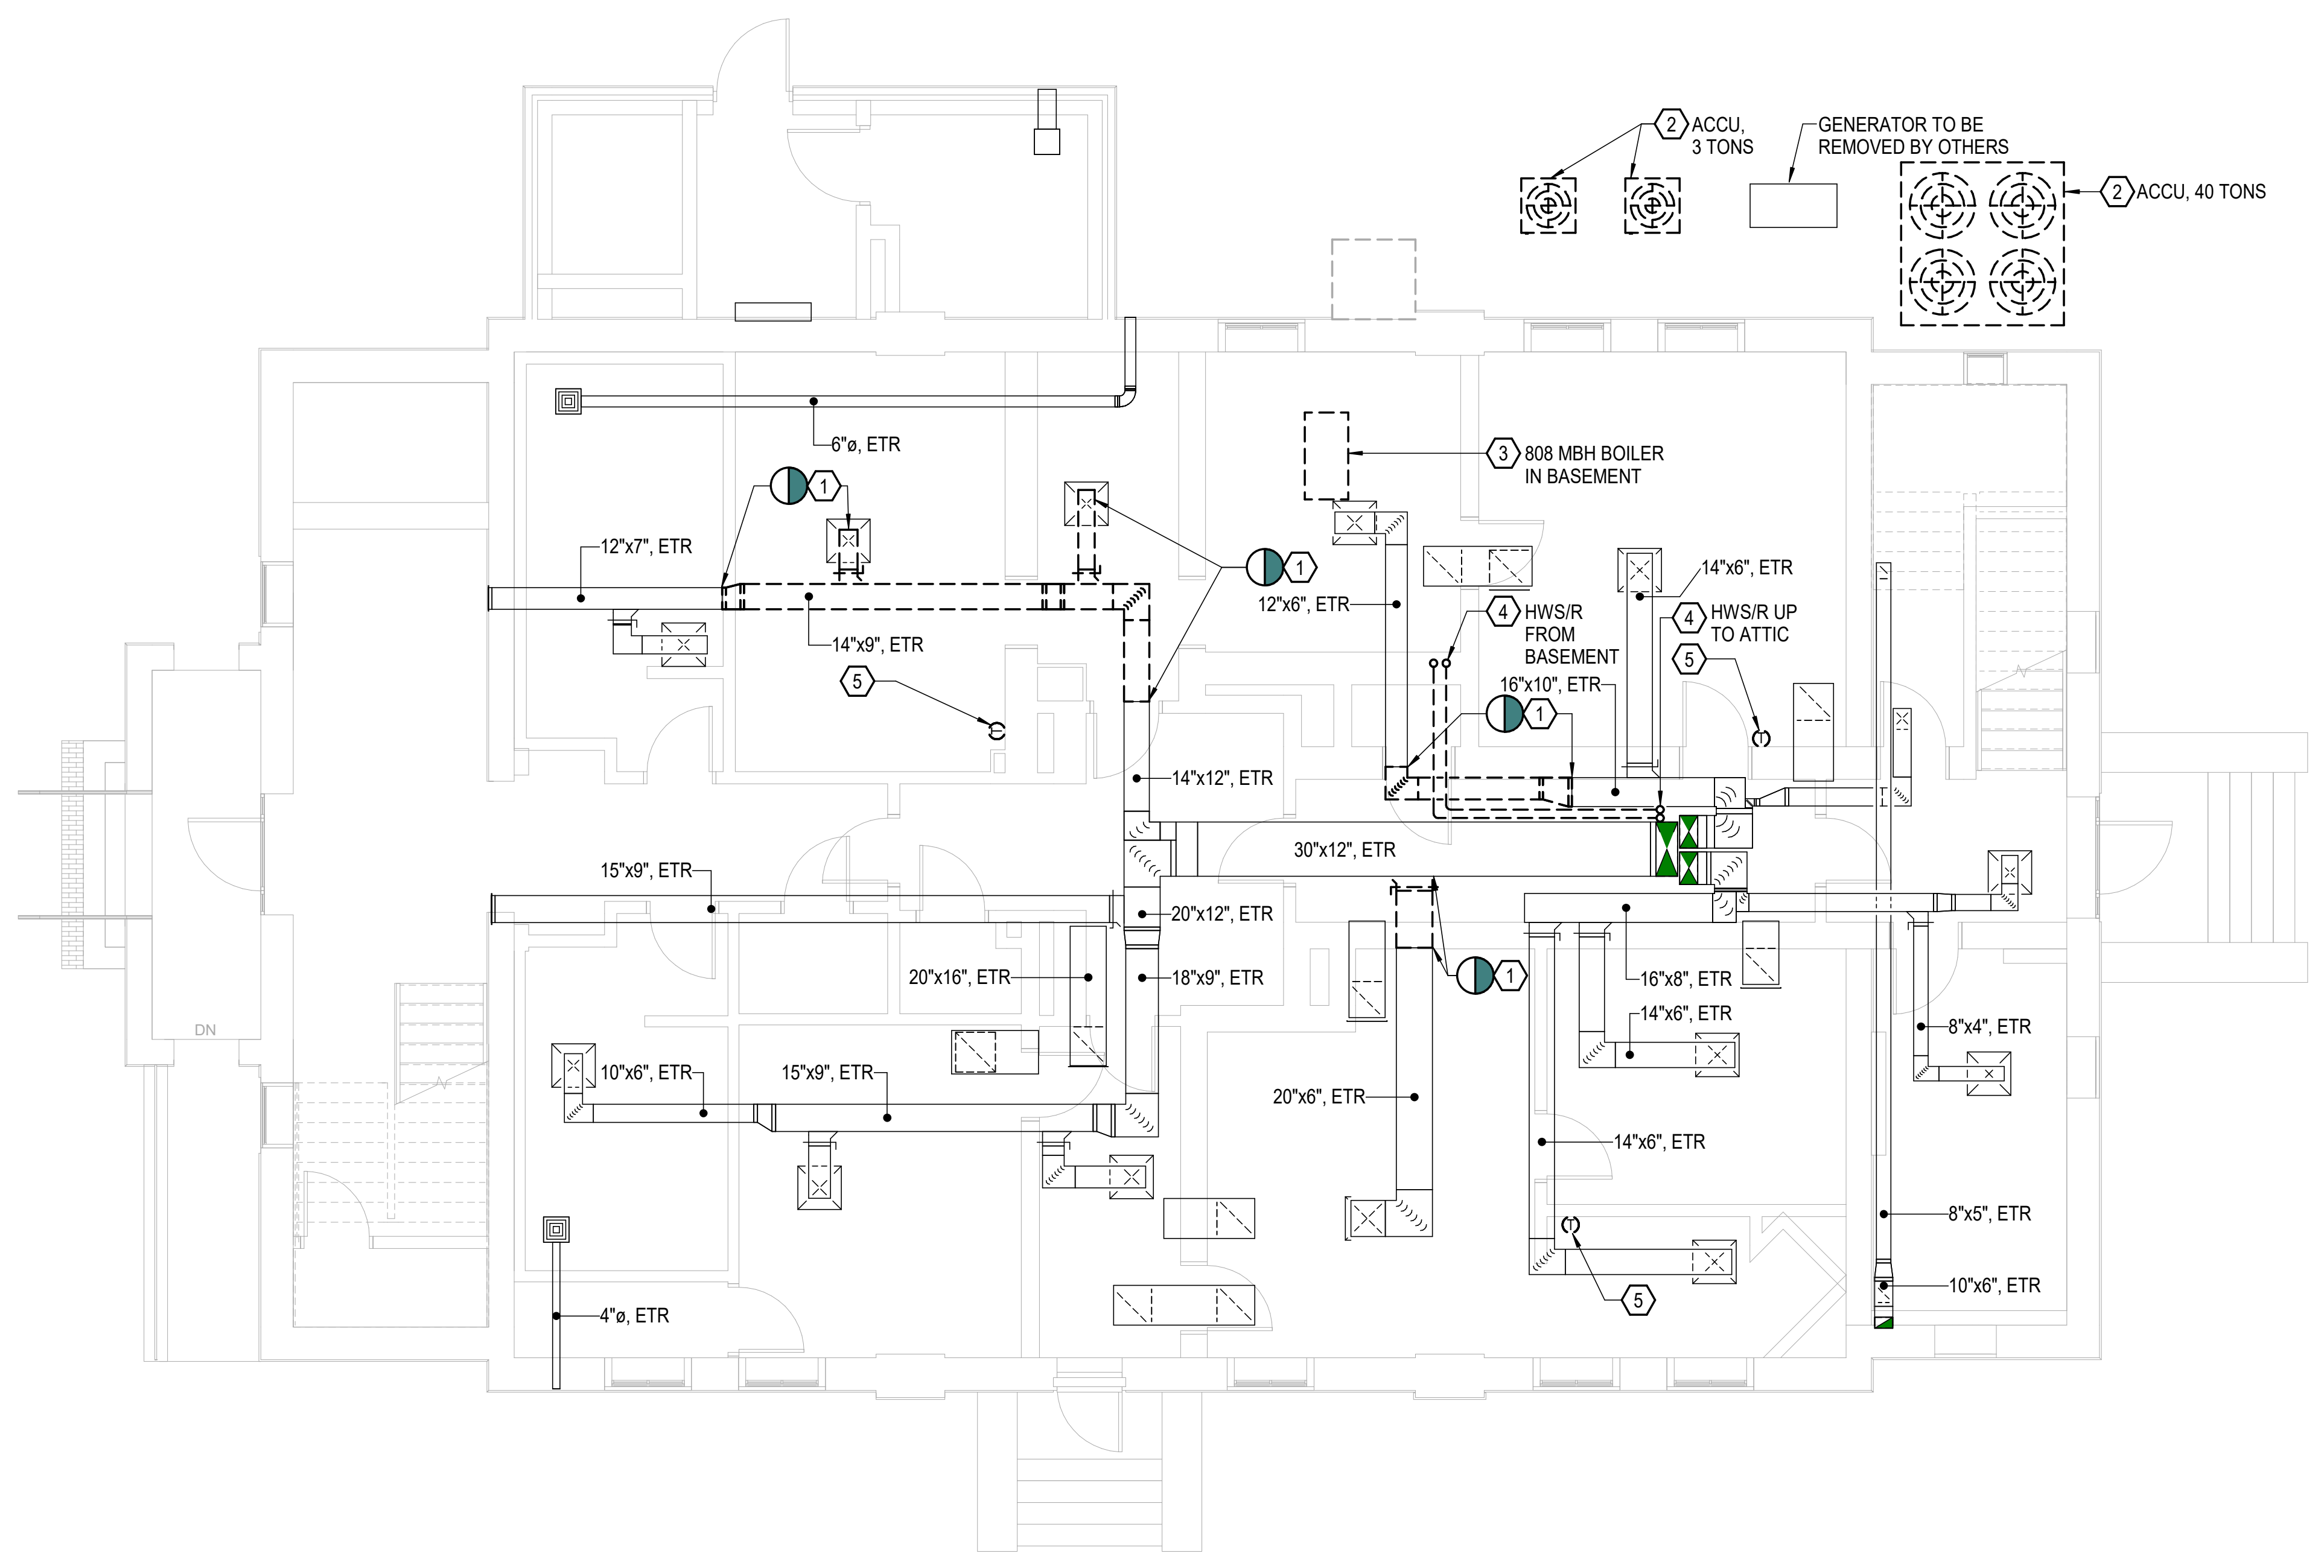 2 ACCU,
3 TONS
GENERATOR TO BE
REMOVED BY OTHERS
2 ACCU, 40 TONS
6"ø, ETR
3 808 MBH BOILER
IN BASEMENT
1
12"x7", ETR
1
14"x6", ETR
12"x6", ETR
4 HWS/R
FROM
BASEMENT
4 HWS/R UP
TO ATTIC
14"x9", ETR
5
5
16"x10", ETR
1
14"x12", ETR
T
T
30"x12", ETR
15"x9", ETR
20"x12", ETR
20"x16", ETR
18"x9", ETR
1
16"x8", ETR
14"x6", ETR
DN
8"x4", ETR
10"x6", ETR
15"x9", ETR
20"x6", ETR
14"x6", ETR
8"x5", ETR
T
10"x6", ETR
5
4"ø, ETR